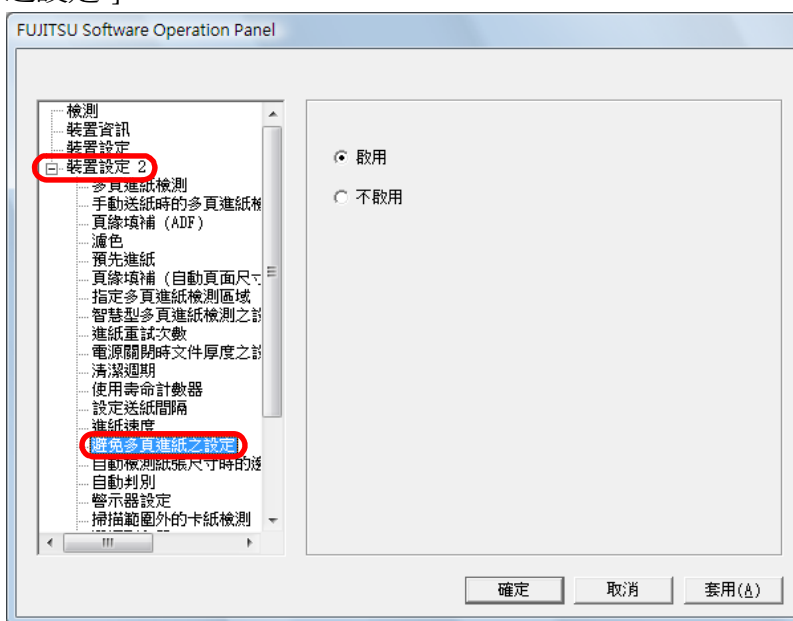 FUJITSU Software Operation Panel
檢測
裝置資訊
裝置設定
裝置設定 2
多頁進紙檢測
手動送紙時的多頁進紙檢
頁緣填補 (ADF)
濾色
預先進紙
頁緣填補 (自動頁面尺寸
指定多頁進紙檢測區域
智慧型多頁進紙檢測之設
進紙重試次數
電源關閉時文件厚度之設
清潔週期
使用壽命計數器
設定送紙間隔
進紙速度
避免多頁進紙之設定
自動檢測紙張尺寸時的邊
自動判別
警示器設定
掃描範圍外的卡紙檢測
啟用
不啟用
確定
取消
套用(A)